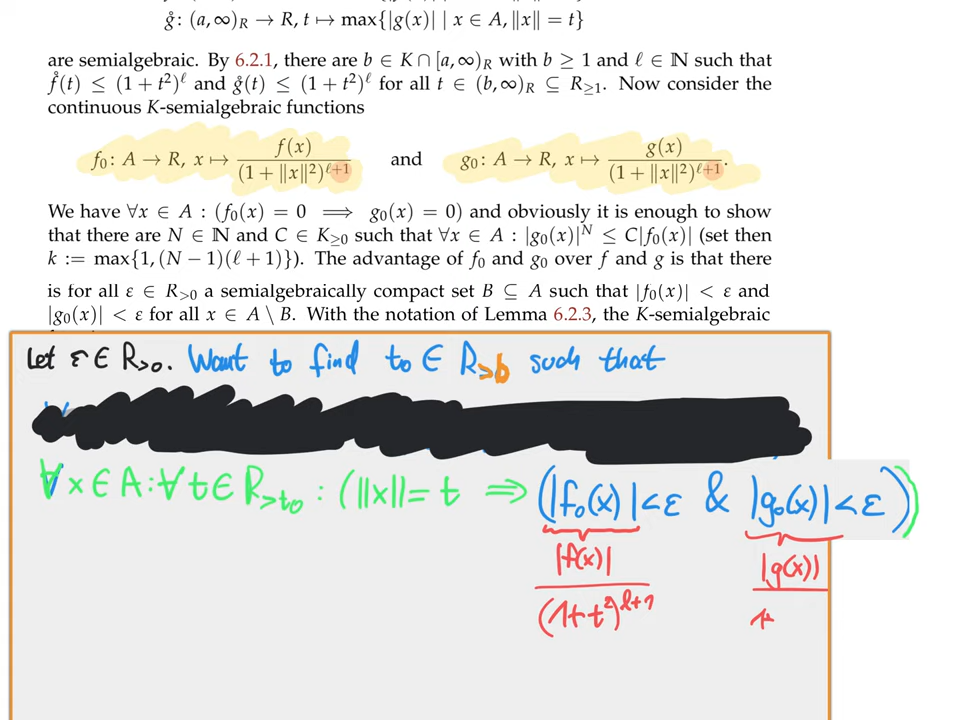 g̊: (a, ∞)_R → R, t ↦ max{|g(x)| | x ∈ A, ‖x‖ = t}
are semialgebraic. By 6.2.1, there are b ∈ K ∩ [a, ∞)_R with b ≥ 1 and ℓ ∈ ℕ such that
f̊(t) ≤ (1 + t²)^ℓ and g̊(t) ≤ (1 + t²)^ℓ for all t ∈ (b, ∞)_R ⊆ R_≥1. Now consider the
continuous K-semialgebraic functions
f₀: A → R, x ↦ f(x)/(1 + ‖x‖²)^{ℓ+1} and g₀: A → R, x ↦ g(x)/(1 + ‖x‖²)^{ℓ+1}.
We have ∀x ∈ A : (f₀(x) = 0 ⟹ g₀(x) = 0) and obviously it is enough to show
that there are N ∈ ℕ and C ∈ K_≥0 such that ∀x ∈ A : |g₀(x)|^N ≤ C|f₀(x)| (set then
k := max{1, (N − 1)(ℓ + 1)}). The advantage of f₀ and g₀ over f and g is that there
is for all ε ∈ R_>0 a semialgebraically compact set B ⊆ A such that |f₀(x)| < ε and
|g₀(x)| < ε for all x ∈ A \ B. With the notation of Lemma 6.2.3, the K-semialgebraic
Let ε ∈ R_>0. Want to find t₀ ∈ R_>b such that
∀x ∈ A: ∀t ∈ R_>t₀ : (‖x‖ = t ⇒ (|f₀(x)| < ε & |g₀(x)| < ε))
|f(x)| |g(x)|
(1+t²)^{ℓ+1}